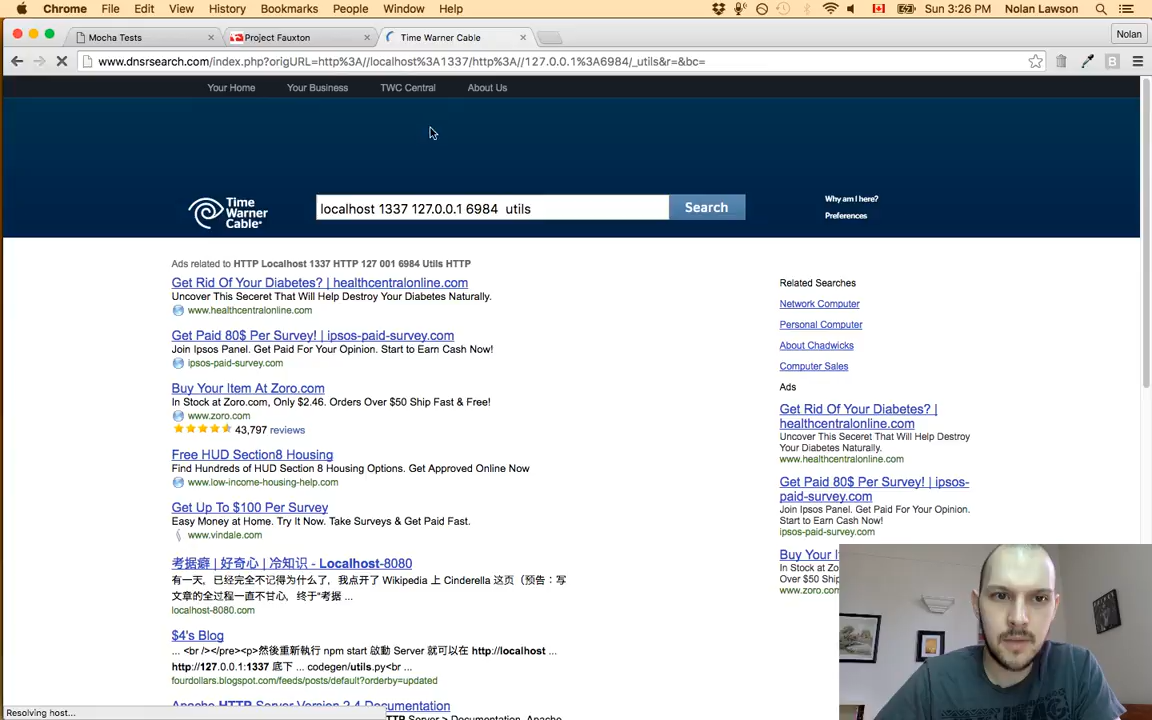 Chrome File Edit View History Bookmarks People Window Help Sun 3:26 PM Nolan Lawson
Mocha Tests Project Fauxton Time Warner Cable Nolan
www.dnsrsearch.com/index.php?origURL=http%3A//localhost%3A1337/http%3A//127.0.0.1%3A6984/_utils&r=&bc=
Your Home Your Business TWC Central About Us
Time
Warner
Cable
localhost 1337 127.0.0.1 6984 utils
Search
Why am I here?
Preferences
Ads related to HTTP Localhost 1337 HTTP 127 001 6984 Utils HTTP
Get Rid Of Your Diabetes? | healthcentralonline.com
Uncover This Seceret That Will Help Destroy Your Diabetes Naturally.
www.healthcentralonline.com
Get Paid 80$ Per Survey! | ipsos-paid-survey.com
Join Ipsos Panel. Get Paid For Your Opinion. Start to Earn Cash Now!
ipsos-paid-survey.com
Buy Your Item At Zoro.com
In Stock at Zoro.com, Only $2.46. Orders Over $50 Ship Fast & Free!
www.zoro.com
43,797 reviews
Free HUD Section8 Housing
Find Hundreds of HUD Section 8 Housing Options. Get Approved Online Now
www.low-income-housing-help.com
Get Up To $100 Per Survey
Easy Money at Home. Try It Now. Take Surveys & Get Paid Fast.
www.vindale.com
考据癖 | 好奇心 | 冷知识 - Localhost-8080
有一天，已经完全不记得为什么了，我点开了 Wikipedia 上 Cinderella 这页（预告：写
文章的全过程一直不甘心，终于"考据 ...
localhost-8080.com
$4's Blog
... <br /></pre><p>然後重新執行 npm start 啟動 Server 就可以在 http://localhost ...
http://127.0.0.1:1337 底下 ... codegen/utils.py<br ...
fourdollars.blogspot.com/feeds/posts/default?orderby=updated
Apache HTTP Server Version 2.4 Documentation
HTTP Server > Documentation. Apache
Related Searches
Network Computer
Personal Computer
About Chadwicks
Computer Sales
Ads
Get Rid Of Your Diabetes? |
healthcentralonline.com
Uncover This Seceret That Will Help Destroy
Your Diabetes Naturally.
www.healthcentralonline.com
Get Paid 80$ Per Survey! | ipsos-
paid-survey.com
Join Ipsos Panel. Get Paid For Your Opinion.
Start to Earn Cash Now!
ipsos-paid-survey.com
Buy Your
In Stock at Zo
Over $50 Ship
www.zoro.com
Resolving host...